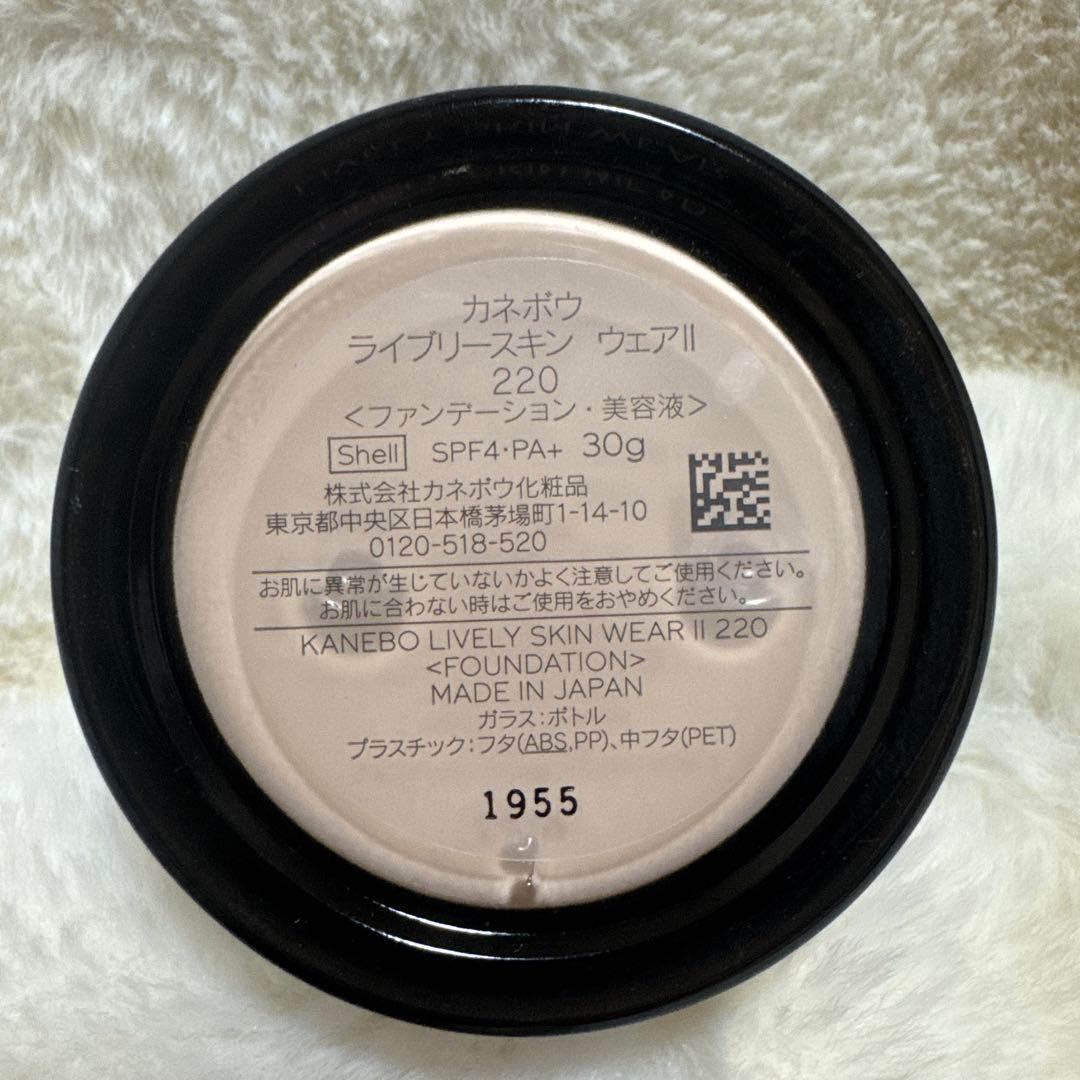 カネボウ
ライブリースキン ウェアII
220
<ファンデーション・美容液>
Shell SPF4・PA+ 30g
株式会社カネボウ化粧品
東京都中央区日本橋茅場町1-14-10
0120-518-520
お肌に異常が生じていないかよく注意してご使用ください。
お肌に合わない時はご使用をおやめください。
KANEBO LIVELY SKIN WEAR II 220
<FOUNDATION>
MADE IN JAPAN
ガラス:ボトル
プラスチック:フタ(ABS,PP)、中フタ(PET)
1955